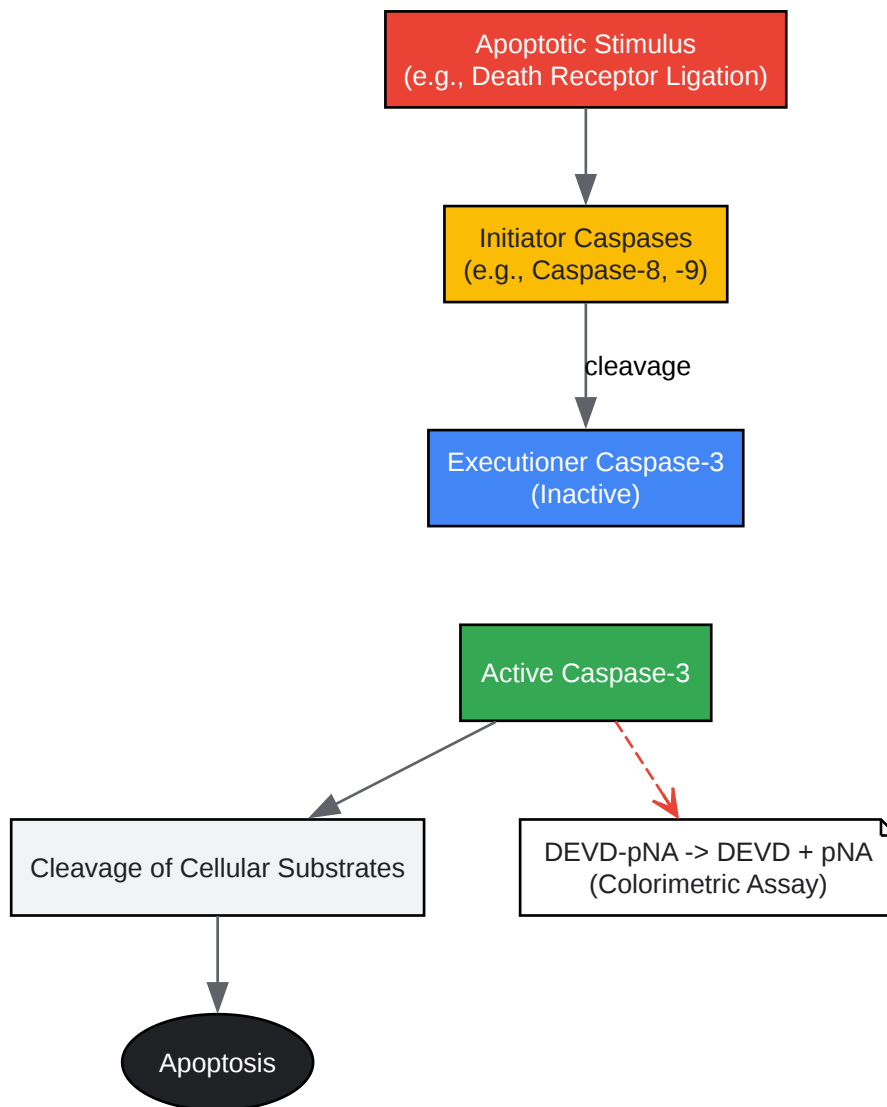 Apoptotic Stimulus
(e.g., Death Receptor Ligation)
Initiator Caspases
(e.g., Caspase-8, -9)
cleavage
Executioner Caspase-3
(Inactive)
Active Caspase-3
Cleavage of Cellular Substrates
DEVD-pNA -> DEVD + pNA
(Colorimetric Assay)
Apoptosis